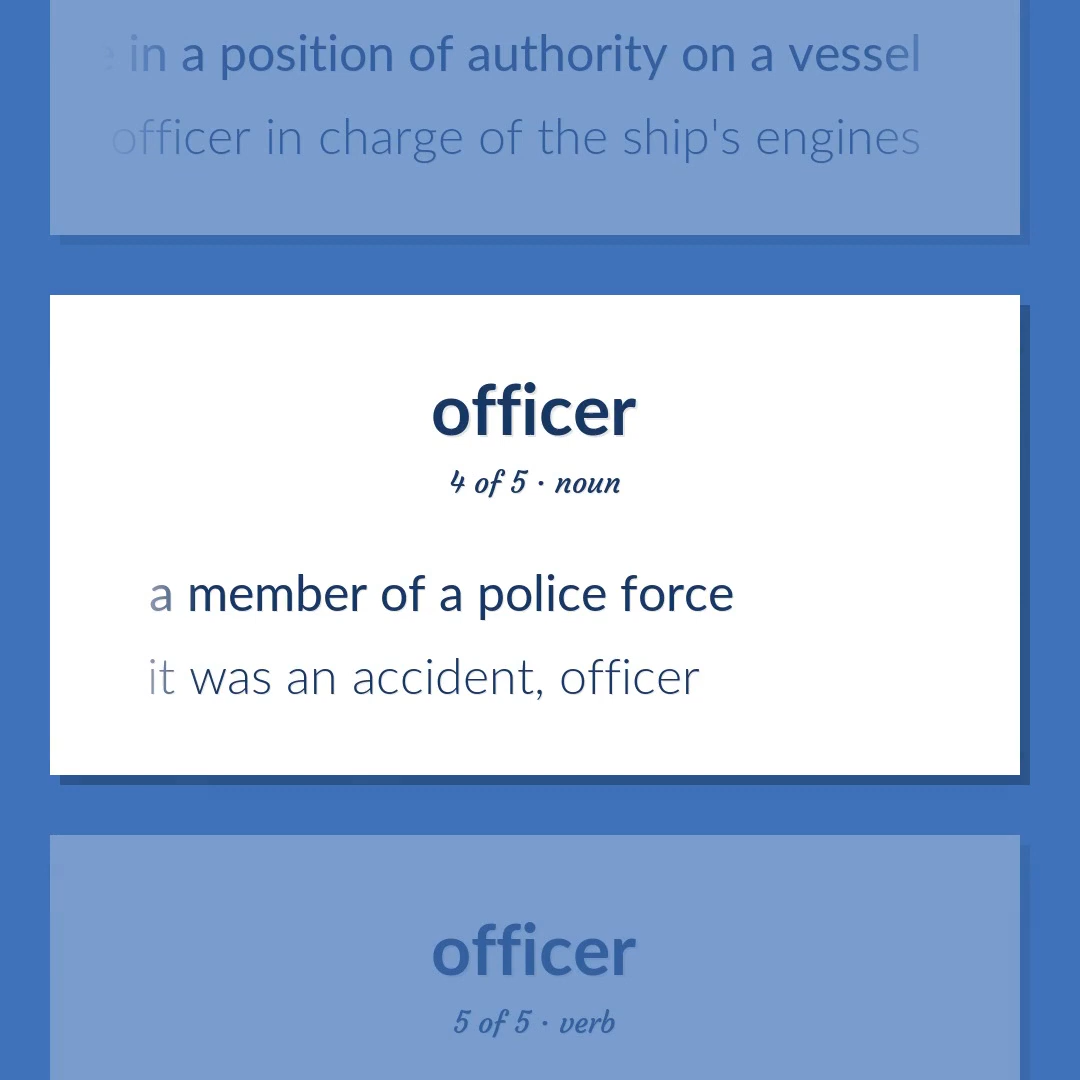 in a position of authority on a vessel
officer in charge of the ship's engines
officer
4 of 5 · noun
a member of a police force
it was an accident, officer
officer
5 of 5 · verb